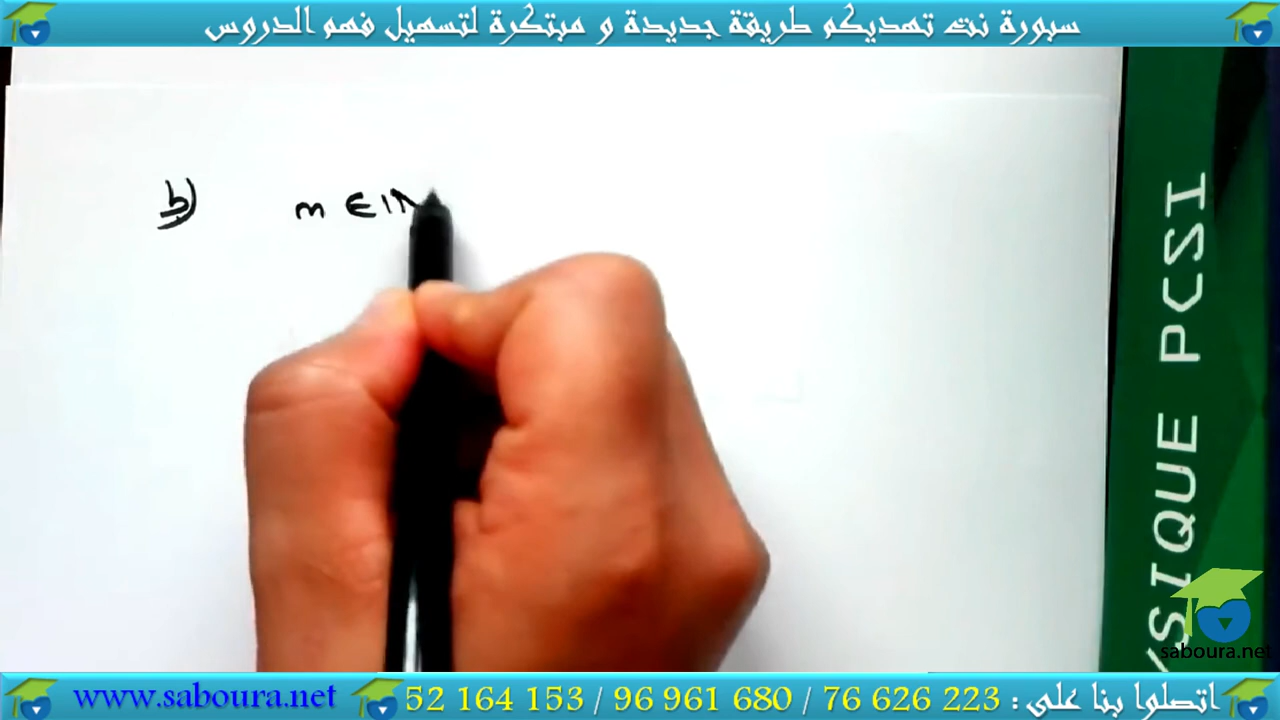 سبورة نت تهديكم طريقة جديدة و مبتكرة لتسهيل فهم الدروس
b) m ∈ IN
SIQUE PCSI
saboura.net
www.saboura.net 52 164 153 / 96 961 680 / 76 626 223 : اتصلوا بنا على